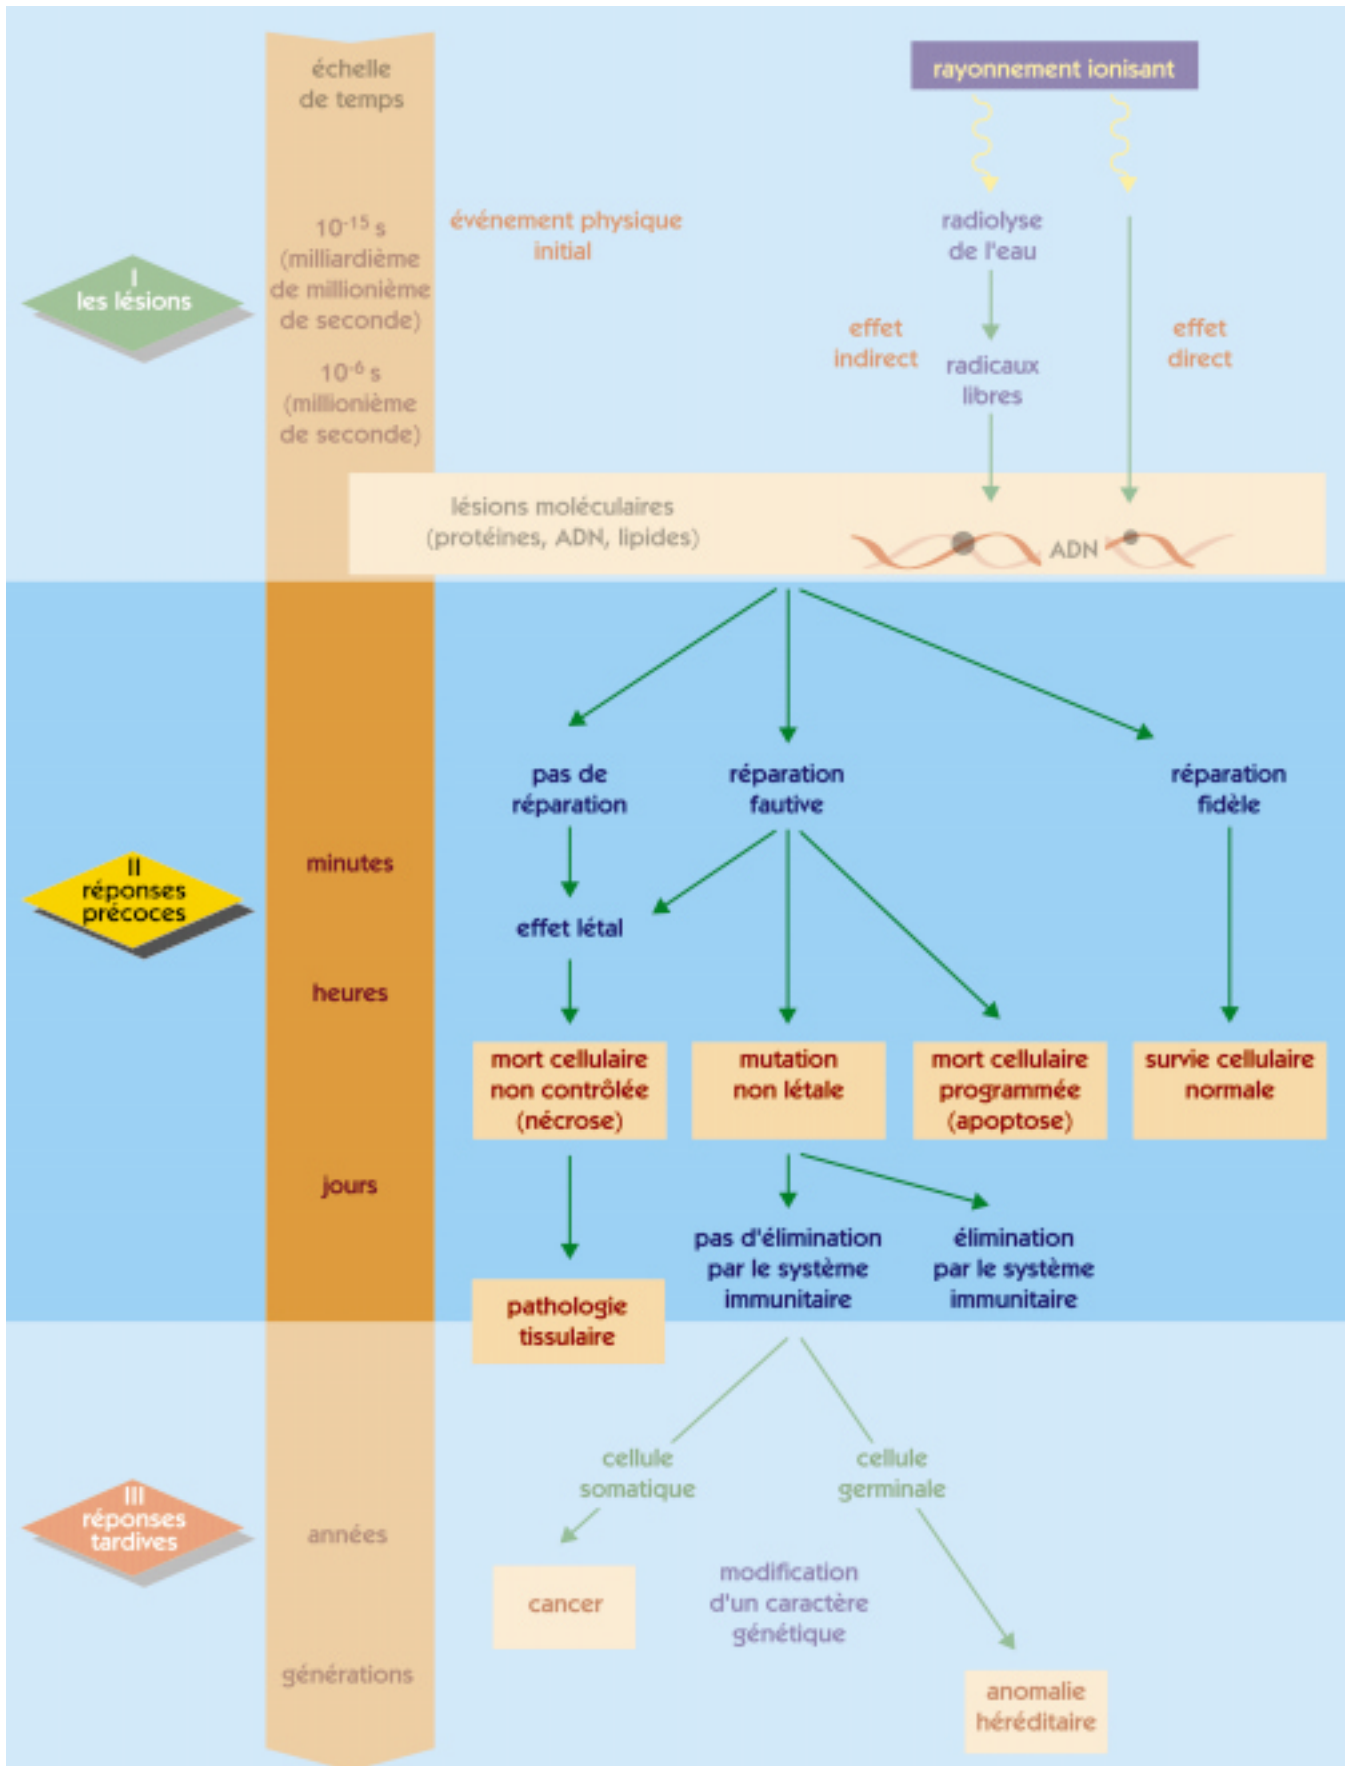 échelle
de temps
rayonnement ionisant
10⁻¹⁵ s
(milliardième
de millionième
de seconde)
événement physique
initial
radiolyse
de l'eau
I
les lésions
effet
indirect
effet
direct
10⁻⁶ s
(millionième
de seconde)
radicaux
libres
lésions moléculaires
(protéines, ADN, lipides)
ADN
pas de
réparation
réparation
fautive
réparation
fidèle
II
réponses
précoces
minutes
effet létal
heures
mort cellulaire
non contrôlée
(nécrose)
mutation
non létale
mort cellulaire
programmée
(apoptose)
survie cellulaire
normale
jours
pas d'élimination
par le système
immunitaire
élimination
par le système
immunitaire
pathologie
tissulaire
cellule
somatique
cellule
germinale
III
réponses
tardives
années
cancer
modification
d'un caractère
génétique
générations
anomalie
héréditaire